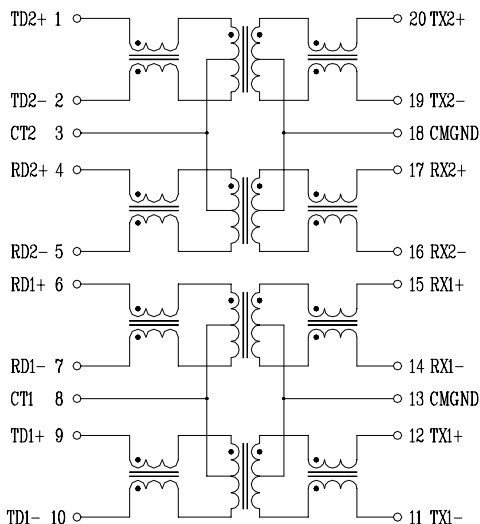 TD2+ 1 20 TX2+
TD2- 2 19 TX2-
CT2 3 18 CMGND
RD2+ 4 17 RX2+
RD2- 5 16 RX2-
RD1+ 6 15 RX1+
RD1- 7 14 RX1-
CT1 8 13 CMGND
TD1+ 9 12 TX1+
TD1- 10 11 TX1-